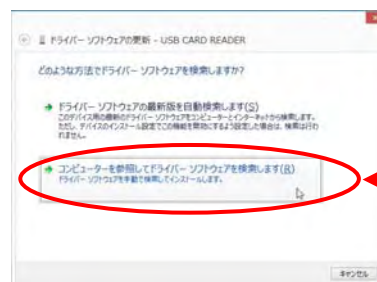 ドライバー ソフトウェアの更新 - USB CARD READER
どのような方法でドライバー ソフトウェアを検索しますか?
ドライバー ソフトウェアの最新版を自動検索します(S)
このデバイス用の最新のドライバー ソフトウェアをコンピューターとインターネットから検索します。
ただし、デバイスのインストール設定でこの機能を無効にするよう設定した場合は、検索は行わ
れません。
コンピューターを参照してドライバー ソフトウェアを検索します(R)
ドライバー ソフトウェアを手動で検索してインストールします。
キャンセル